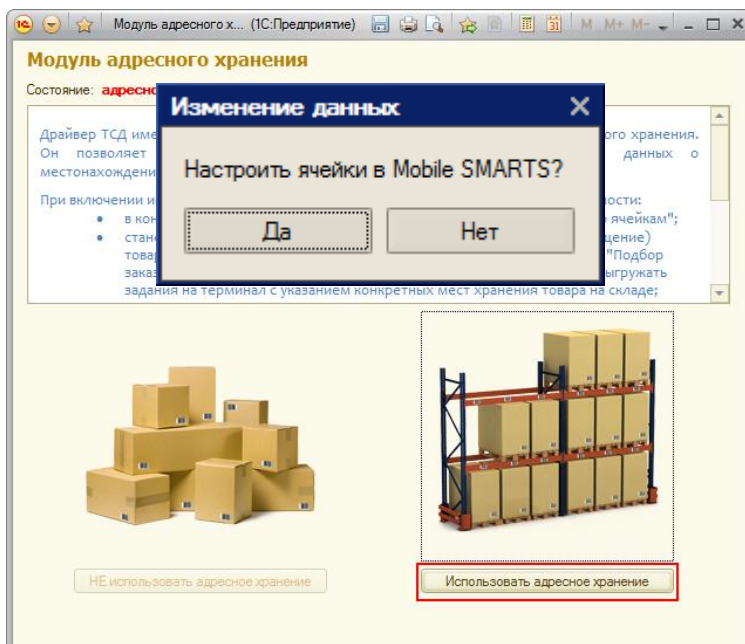 Модуль адресного х... (1С:Предприятие)
M M+ M-
Модуль адресного хранения
Состояние: адресно
Изменение данных
Настроить ячейки в Mobile SMARTS?
Да Нет
Драйвер ТСД име ого хранения.
Он позволяет данных о
местонахождени
При включении и ости:
• в кон о ячейкам";
• стан щение)
това "Подбор
зака ыгружать
задания на терминал с указанием конкретных мест хранения товара на складе;
НЕ использовать адресное хранение
Использовать адресное хранение